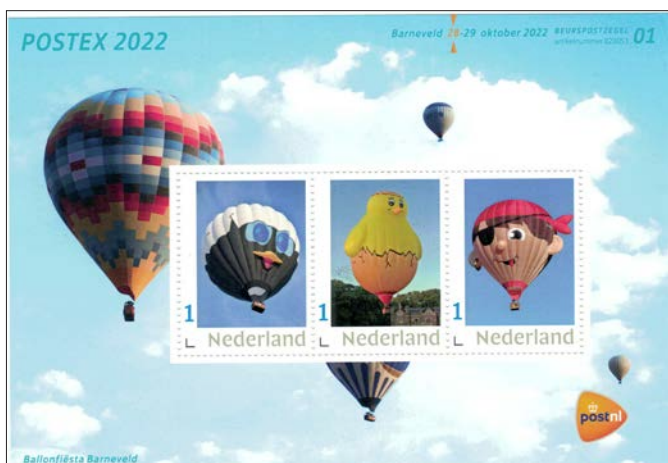 POSTEX 2022
Barneveld 28-29 oktober 2022 BEURSPOSTZEGEL 01
1 Nederland
1 Nederland
1 Nederland
postnl
Ballonfiësta Barneveld